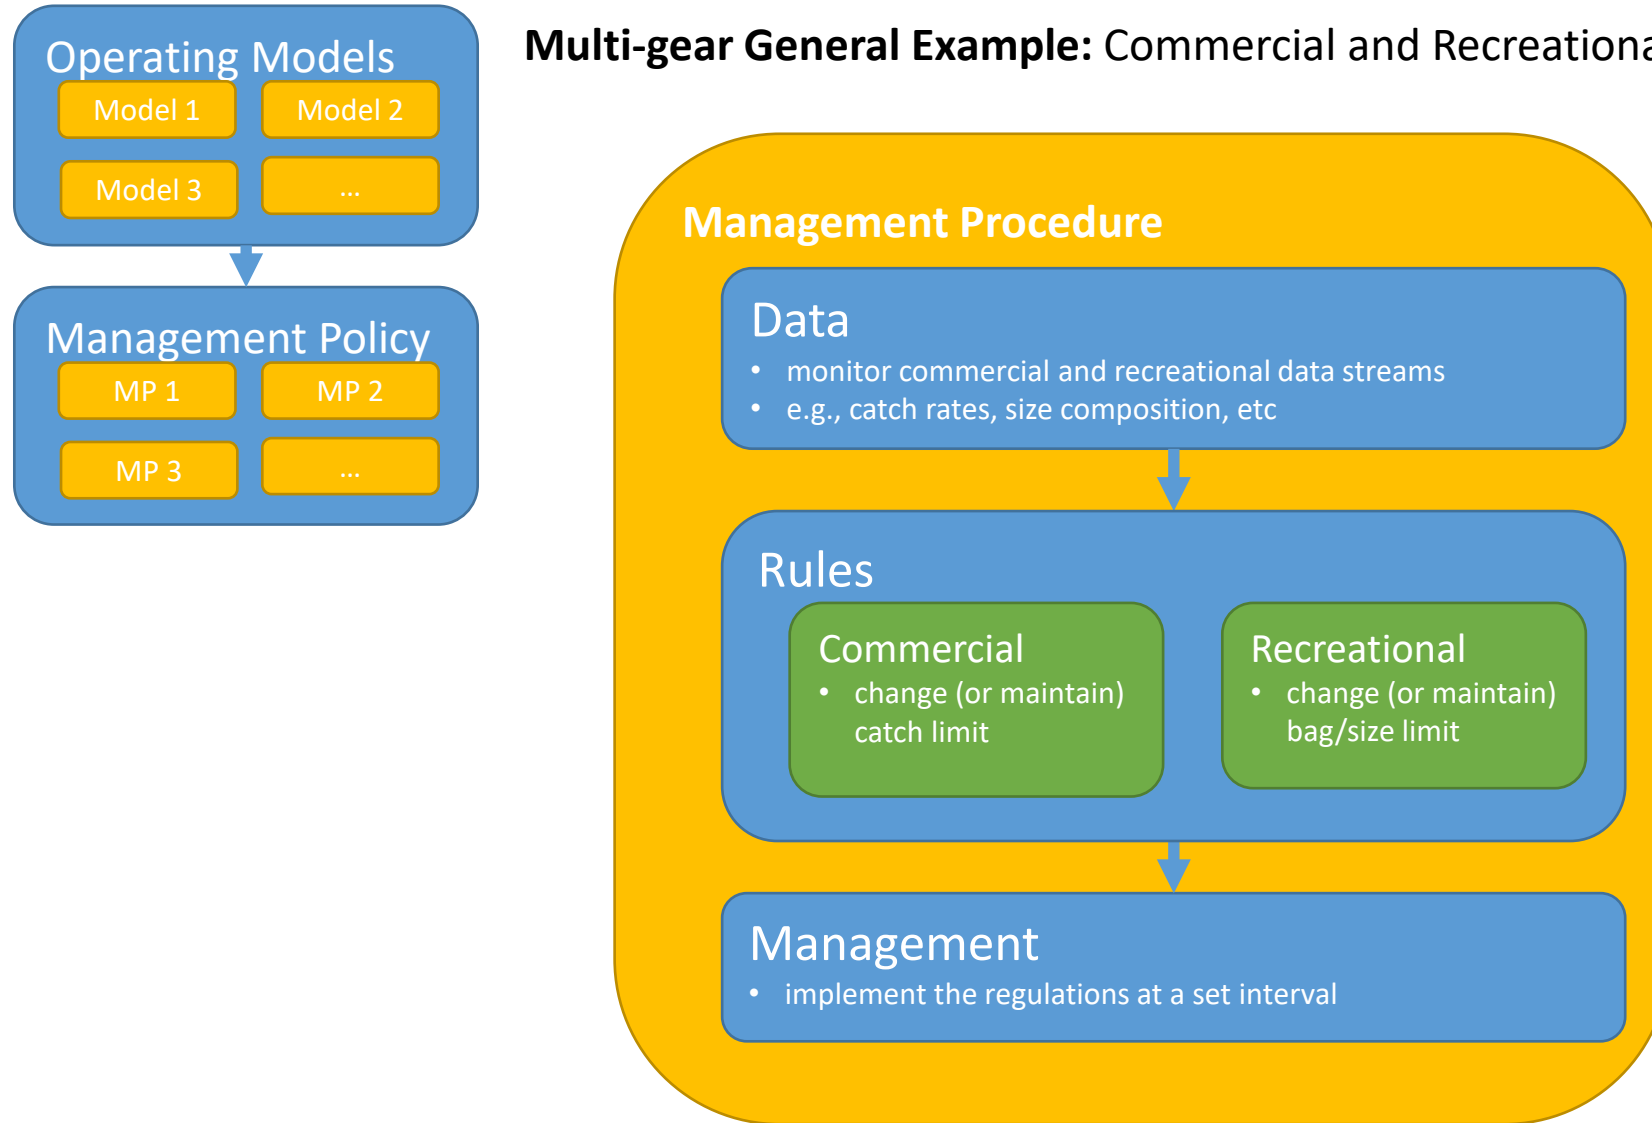 Operating Models
Model 1
Model 2
Model 3
...
Management Policy
MP 1
MP 2
MP 3
...
Multi-gear General Example: Commercial and Recreationa
Management Procedure
Data
• monitor commercial and recreational data streams
• e.g., catch rates, size composition, etc
Rules
Commercial
• change (or maintain)
catch limit
Recreational
• change (or maintain)
bag/size limit
Management
• implement the regulations at a set interval